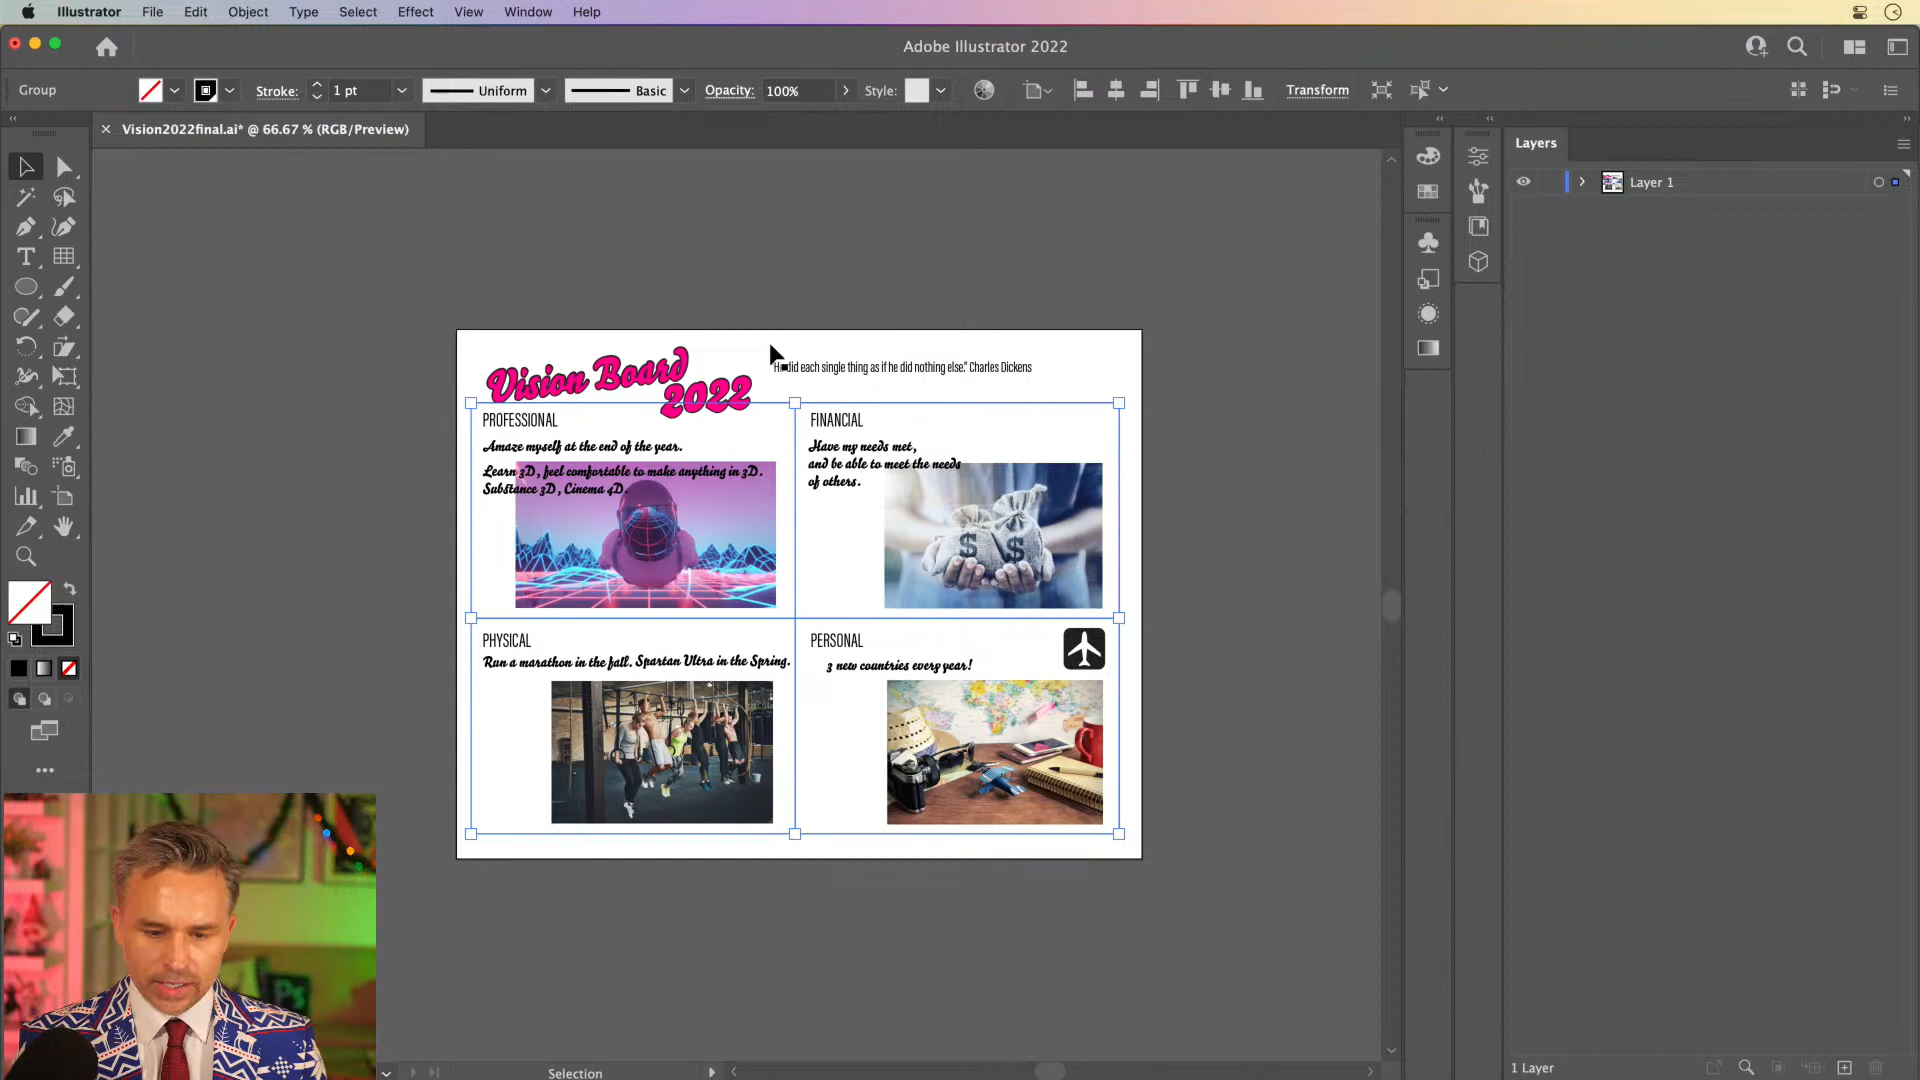 Illustrator File Edit Object Type Select Effect View Window Help
Adobe Illustrator 2022
Group Stroke: 1 pt Uniform Basic Opacity: 100% Style: Transform
Vision2022final.ai* @ 66.67 % (RGB/Preview)
Layers
Layer 1
Vision Board
2022
did each single thing as if he did nothing else." Charles Dickens
PROFESSIONAL
Amaze myself at the end of the year.
Learn 3D, feel comfortable to make anything in 3D.
Substance 3D, Cinema 4D.
FINANCIAL
Have my needs met,
and be able to meet the needs
of others.
$ $
PHYSICAL
Run a marathon in the fall. Spartan Ultra in the Spring.
PERSONAL
3 new countries every year!
Ps
Selection
1 Layer